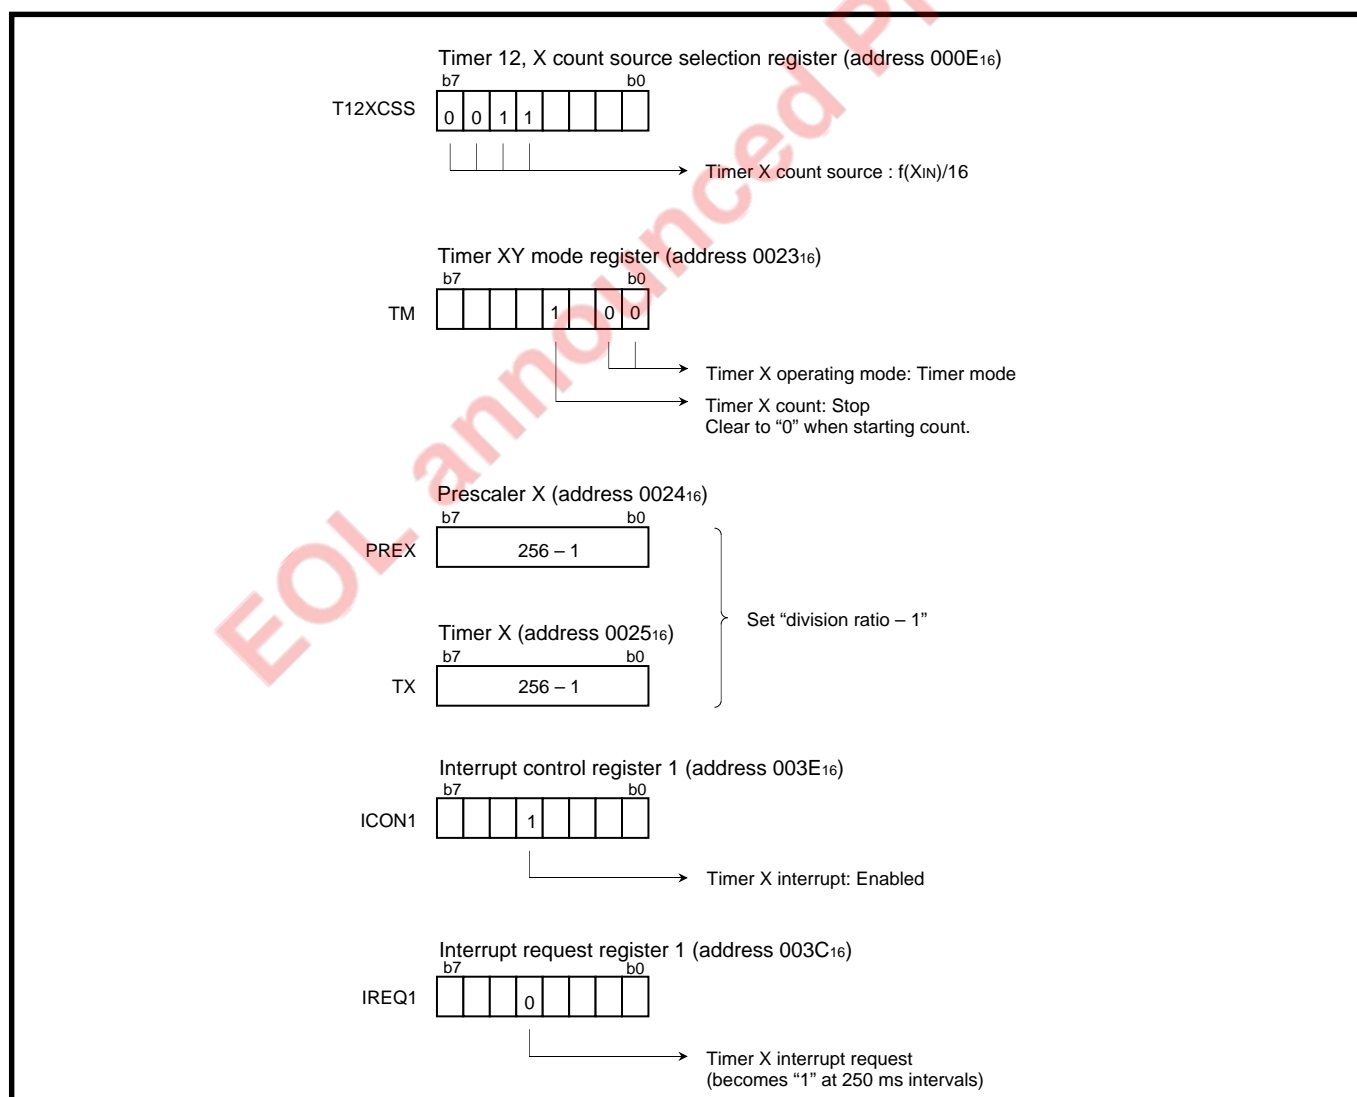 Timer 12, X count source selection register (address 000E16)
b7 b0
T12XCSS 0 0 1 1
Timer X count source : f(XIN)/16
Timer XY mode register (address 002316)
b7 b0
TM 1 0 0
Timer X operating mode: Timer mode
Timer X count: Stop
Clear to “0” when starting count.
Prescaler X (address 002416)
b7 b0
PREX 256 – 1
Set “division ratio – 1”
Timer X (address 002516)
b7 b0
TX 256 – 1
Interrupt control register 1 (address 003E16)
b7 b0
ICON1 1
Timer X interrupt: Enabled
Interrupt request register 1 (address 003C16)
b7 b0
IREQ1 0
Timer X interrupt request
(becomes “1” at 250 ms intervals)
EOL announced